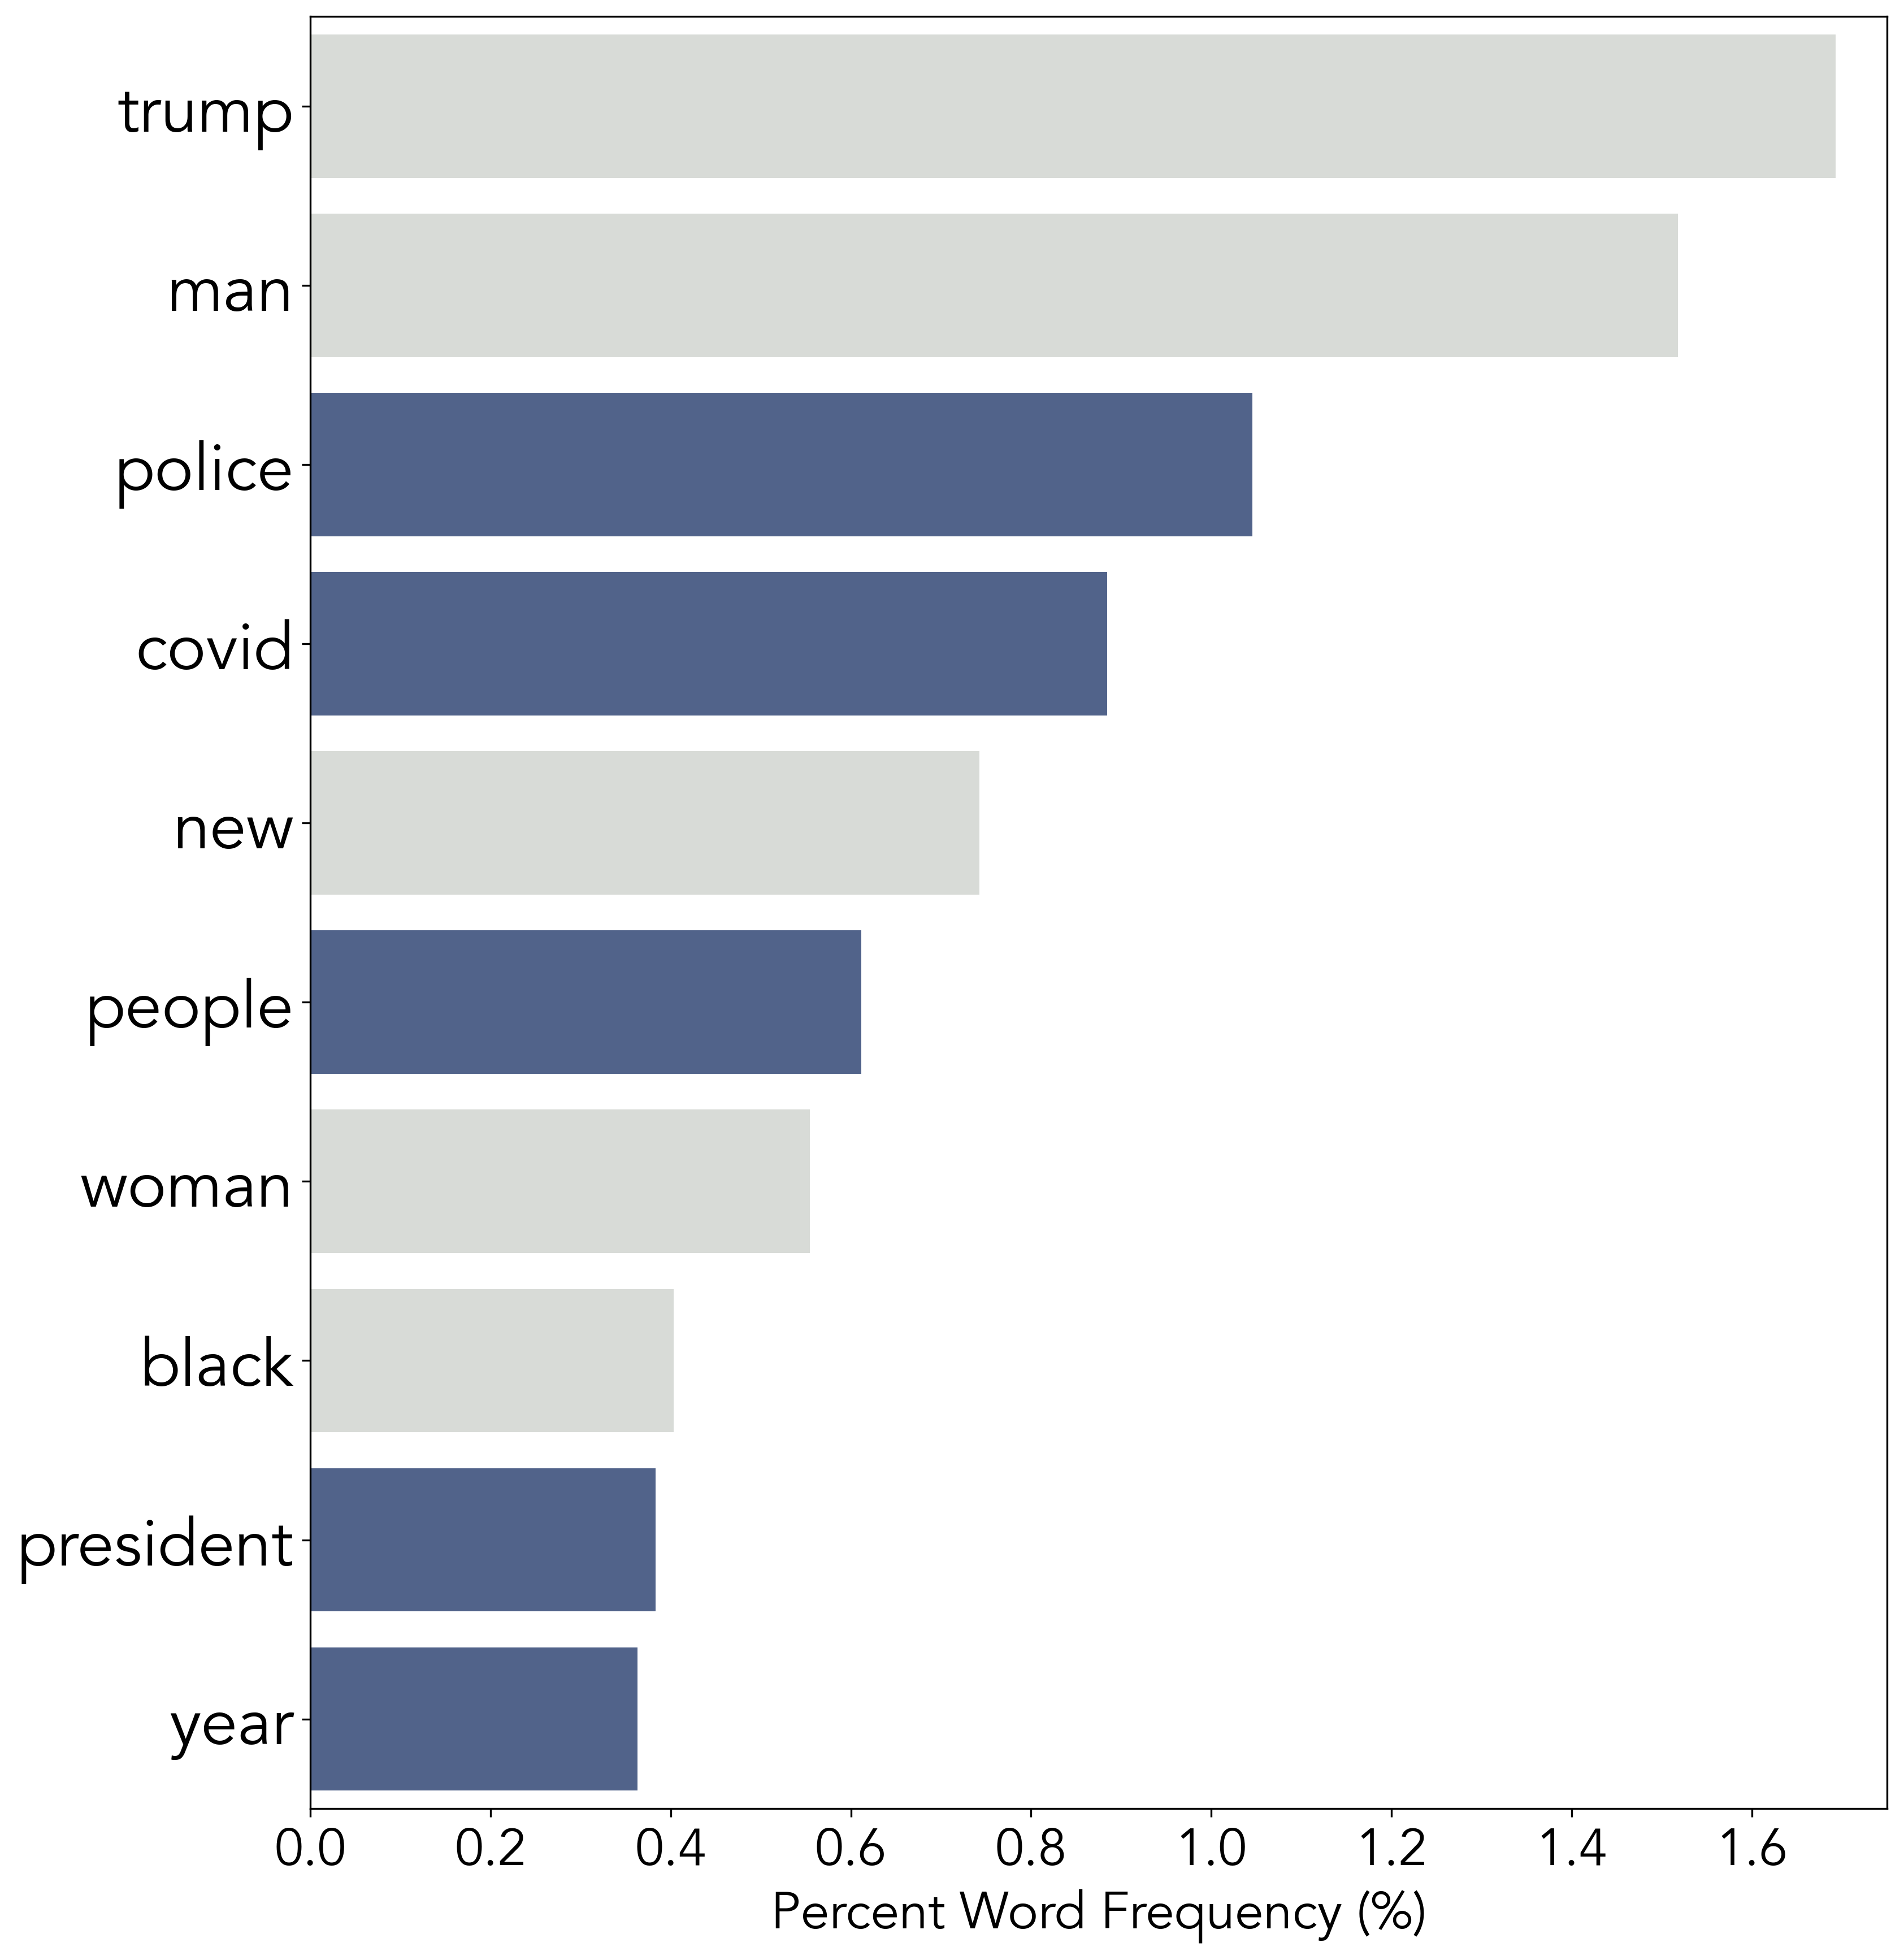 trump
man
police
covid
new
people
woman
black
president
year
0.0 0.2 0.4 0.6 0.8 1.0 1.2 1.4 1.6
Percent Word Frequency (%)